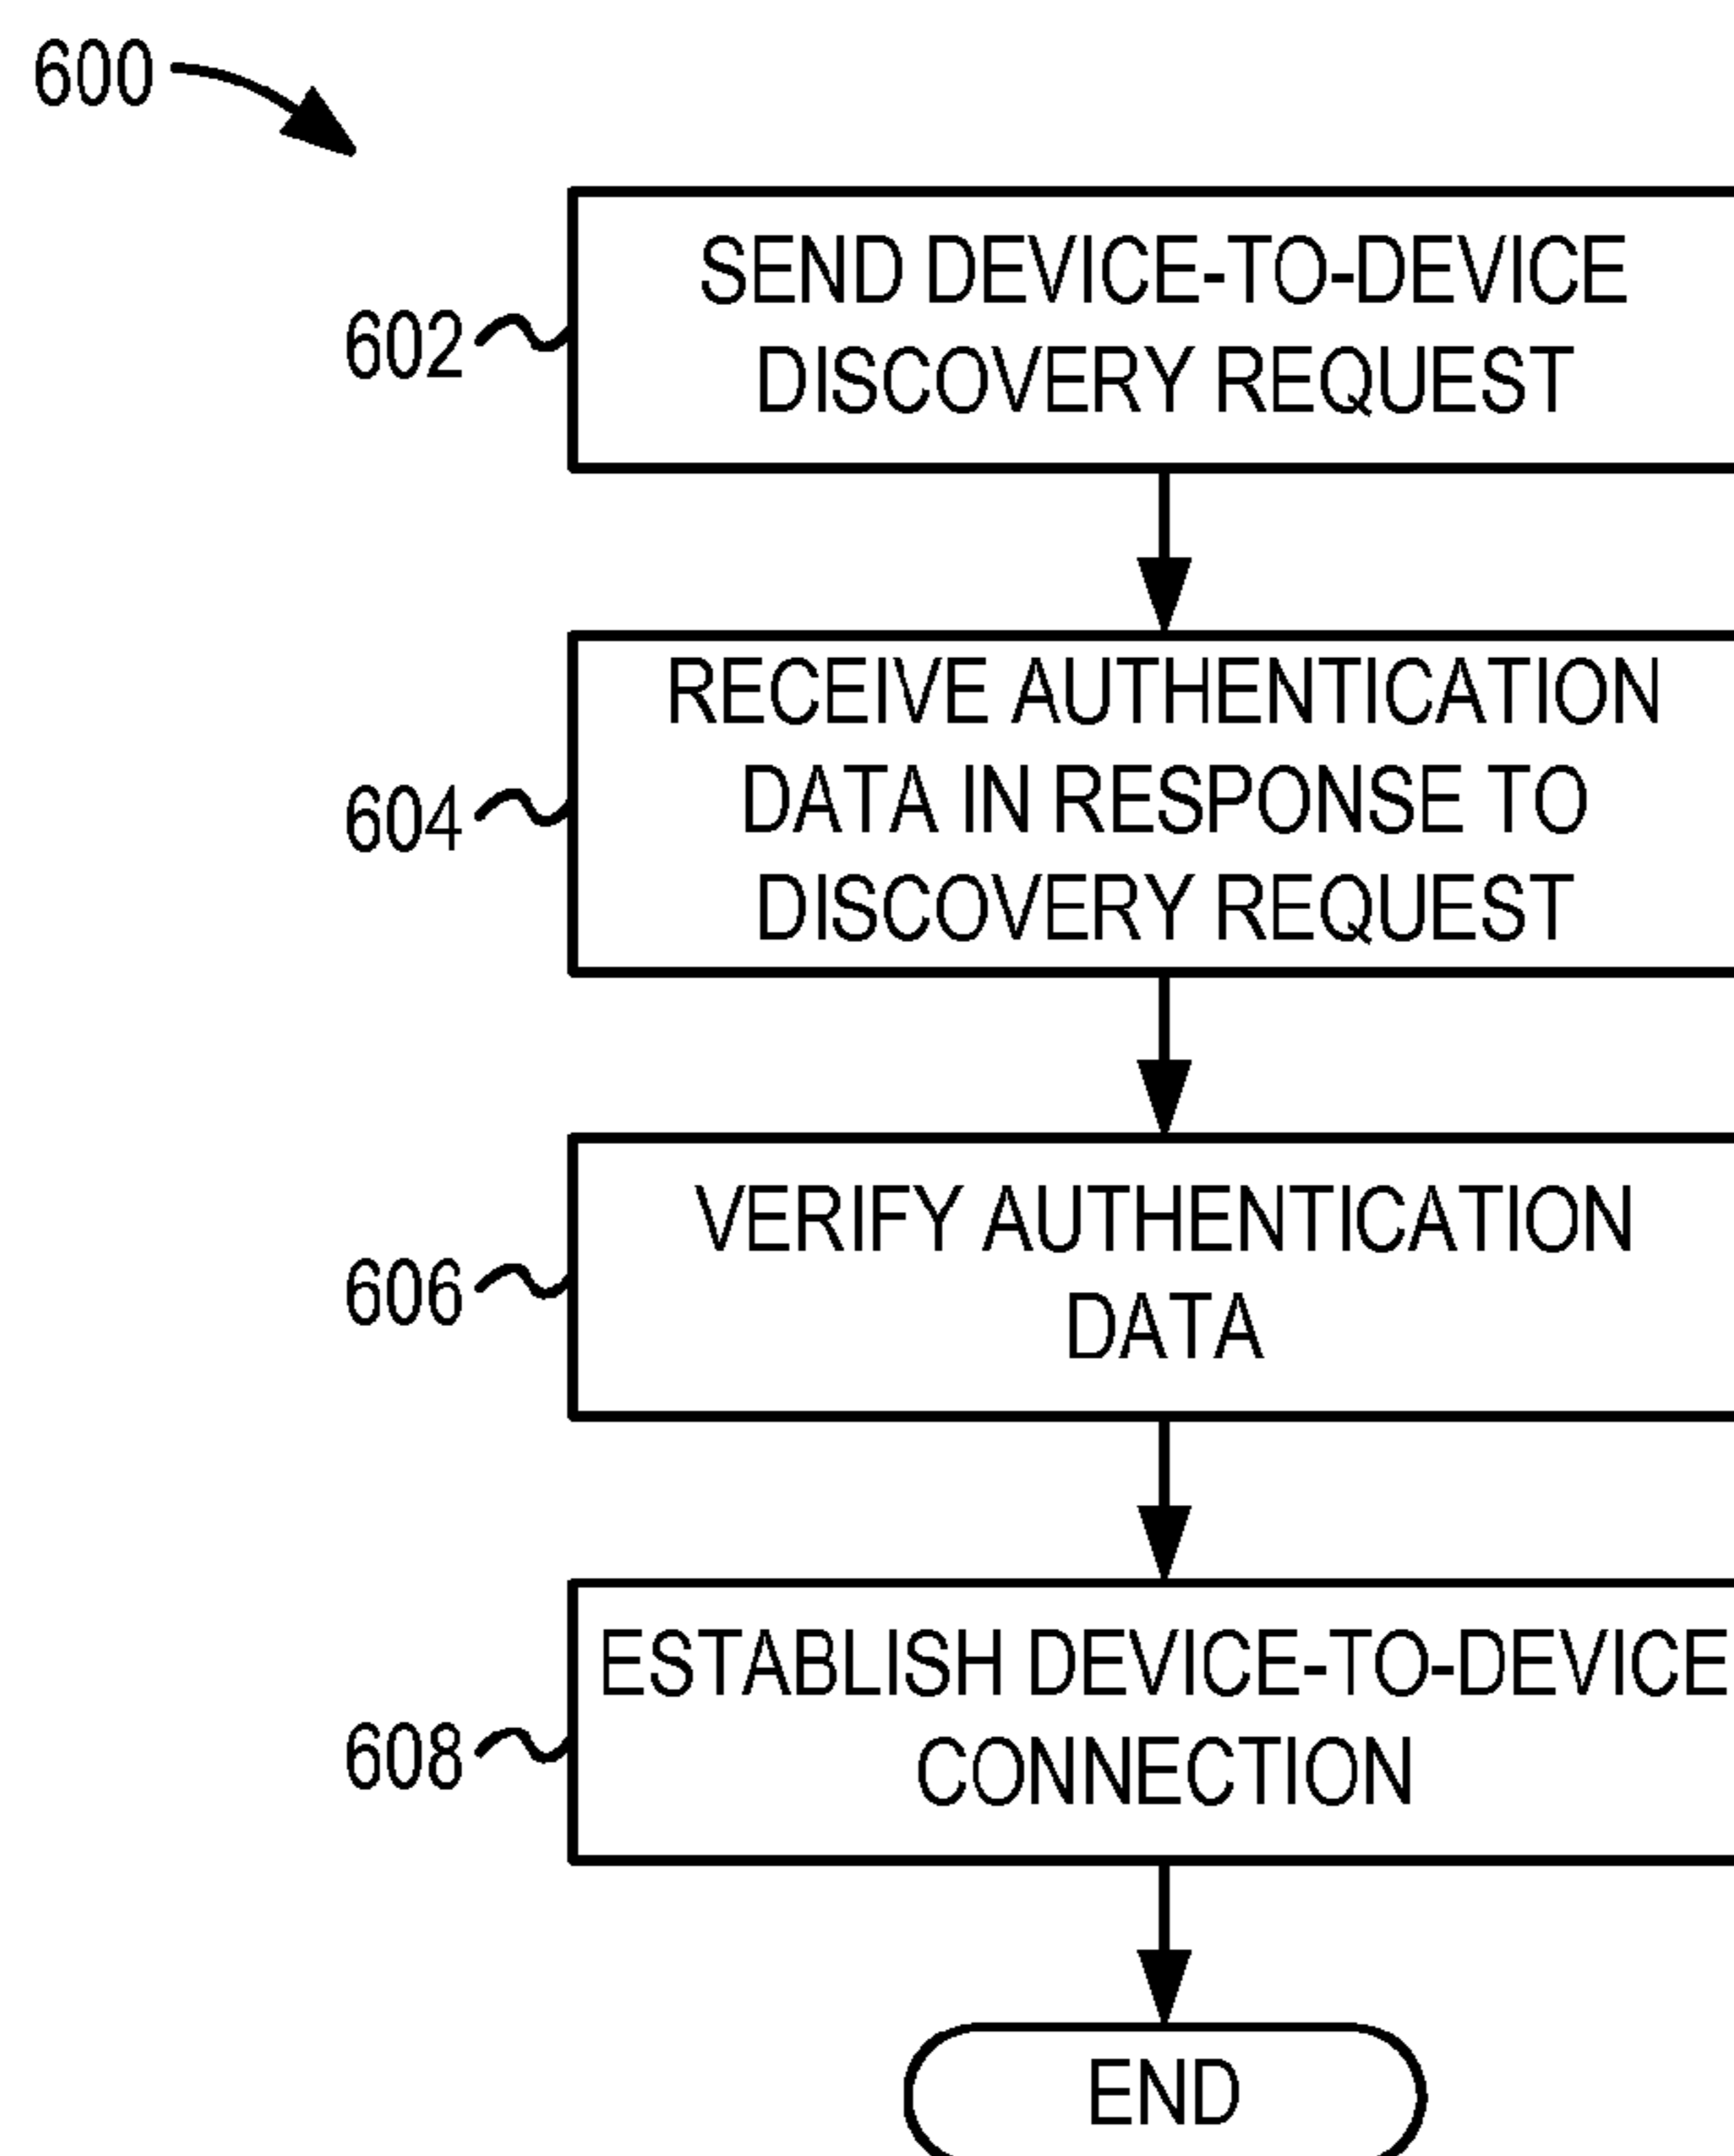 600
602
SEND DEVICE-TO-DEVICE
DISCOVERY REQUEST
604
RECEIVE AUTHENTICATION
DATA IN RESPONSE TO
DISCOVERY REQUEST
606
VERIFY AUTHENTICATION
DATA
608
ESTABLISH DEVICE-TO-DEVICE
CONNECTION
END